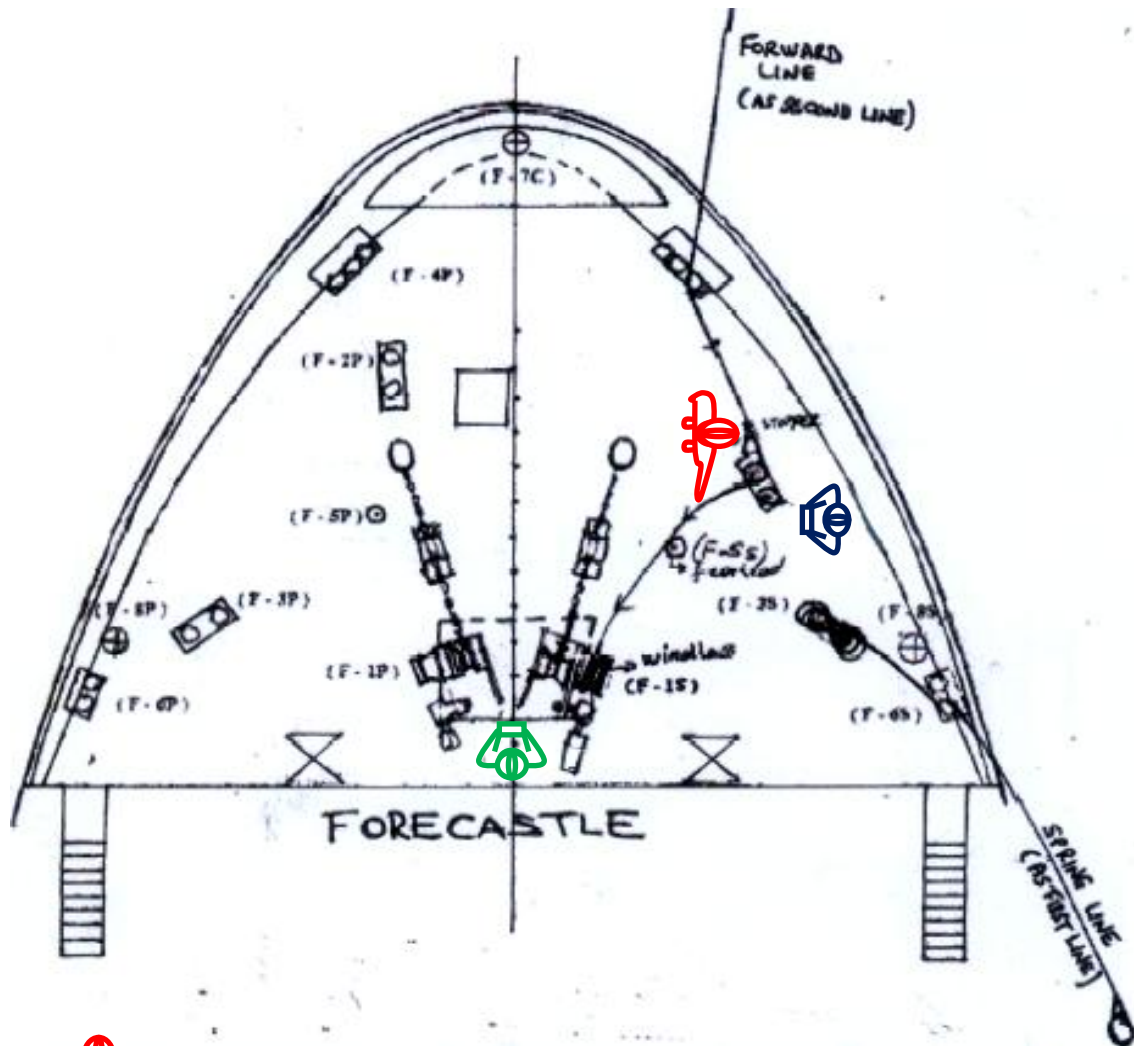 FORWARD
LINE
(AS SECOND LINE)
(F-7C)
(F-4P)
(F-2P)
STOPPER
(F-5P)
(F-5S)
(F-8P)
(F-3P)
(F-3S)
(F-8S)
(F-1P)
windlass
(F-1S)
(F-6P)
(F-6S)
FORECASTLE
SPRING LINE
(AS FIRST LINE)